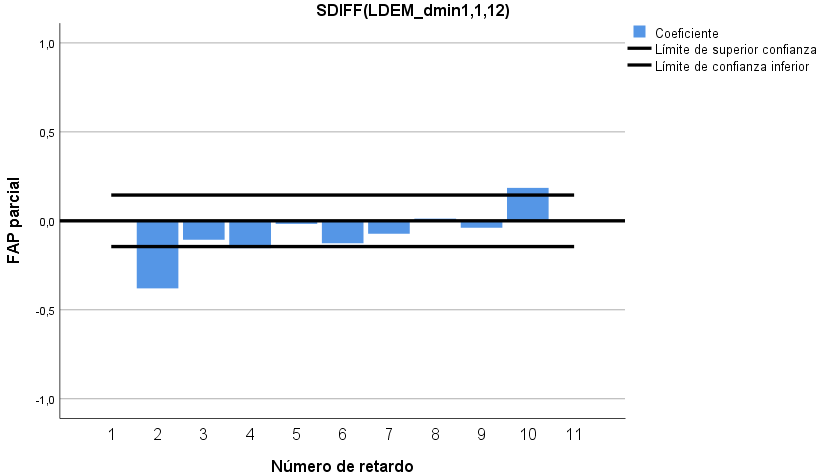 SDIFF(LDEM_dmin1,1,12)
Coeficiente
Límite de superior confianza
Límite de confianza inferior
FAP parcial
1,0
0,5
0,0
-0,5
-1,0
1 2 3 4 5 6 7 8 9 10 11
Número de retardo